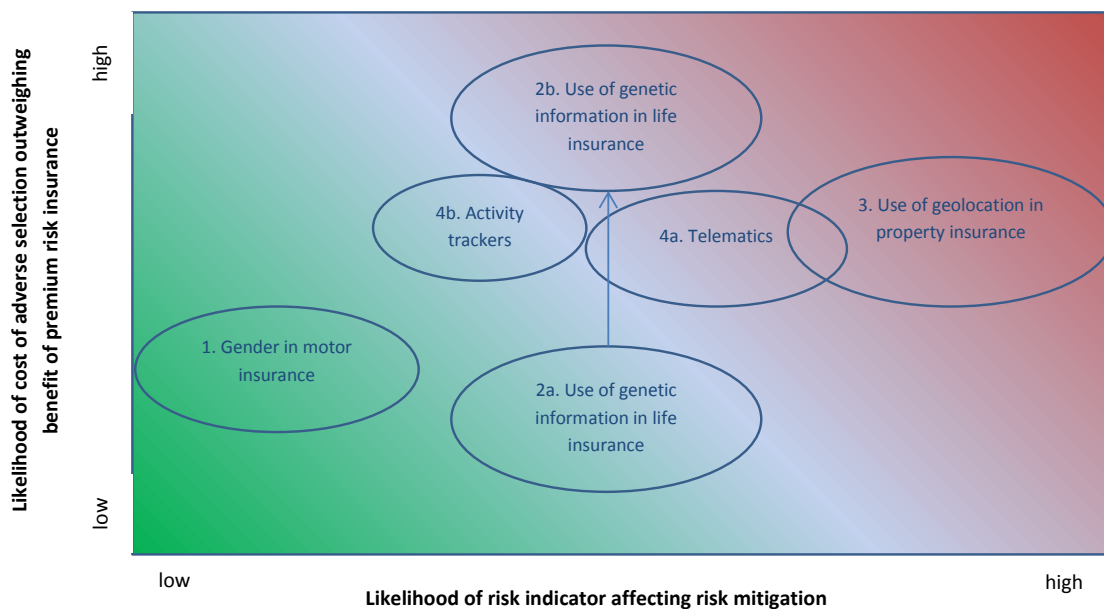 Likelihood of cost of adverse selection outweighing
benefit of premium risk insurance
high
low
2b. Use of genetic
information in life
insurance
4b. Activity
trackers
4a. Telematics
3. Use of geolocation in
property insurance
1. Gender in motor
insurance
2a. Use of genetic
information in life
insurance
low
high
Likelihood of risk indicator affecting risk mitigation